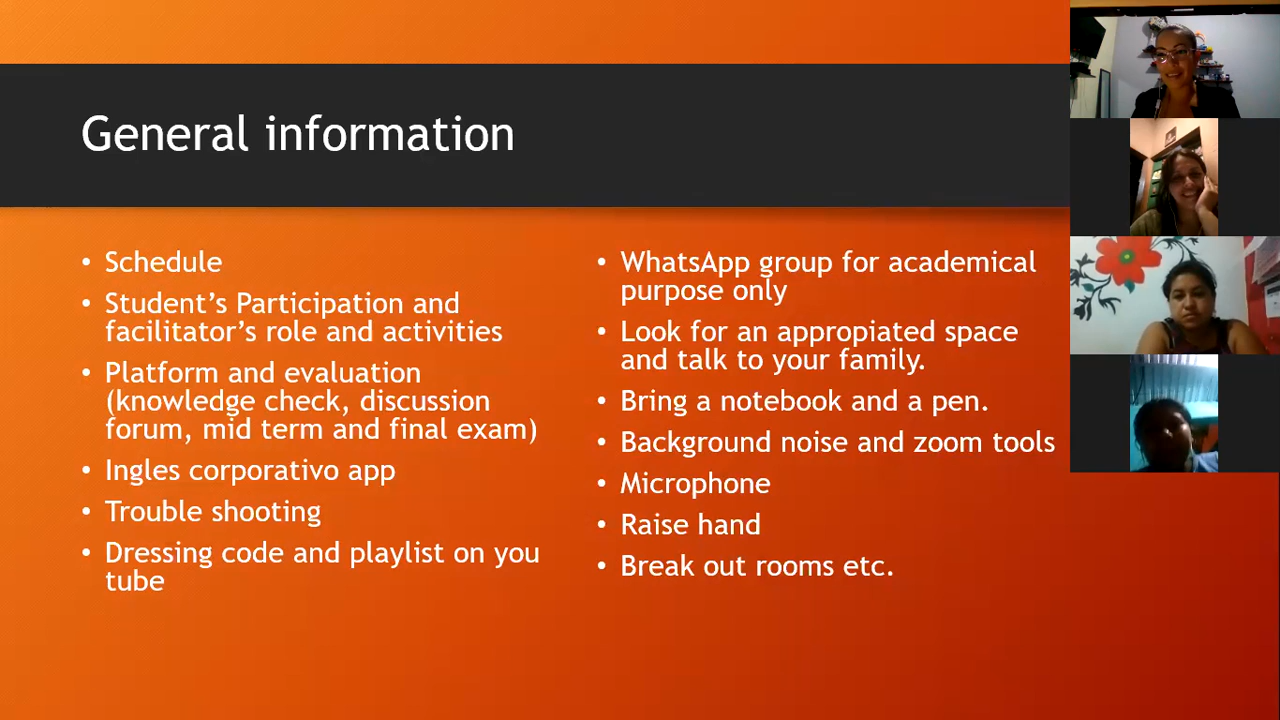 General information
• Schedule
• Student’s Participation and
facilitator’s role and activities
• Platform and evaluation
(knowledge check, discussion
forum, mid term and final exam)
• Ingles corporativo app
• Trouble shooting
• Dressing code and playlist on you
tube
• WhatsApp group for academical
purpose only
• Look for an appropiated space
and talk to your family.
• Bring a notebook and a pen.
• Background noise and zoom tools
• Microphone
• Raise hand
• Break out rooms etc.